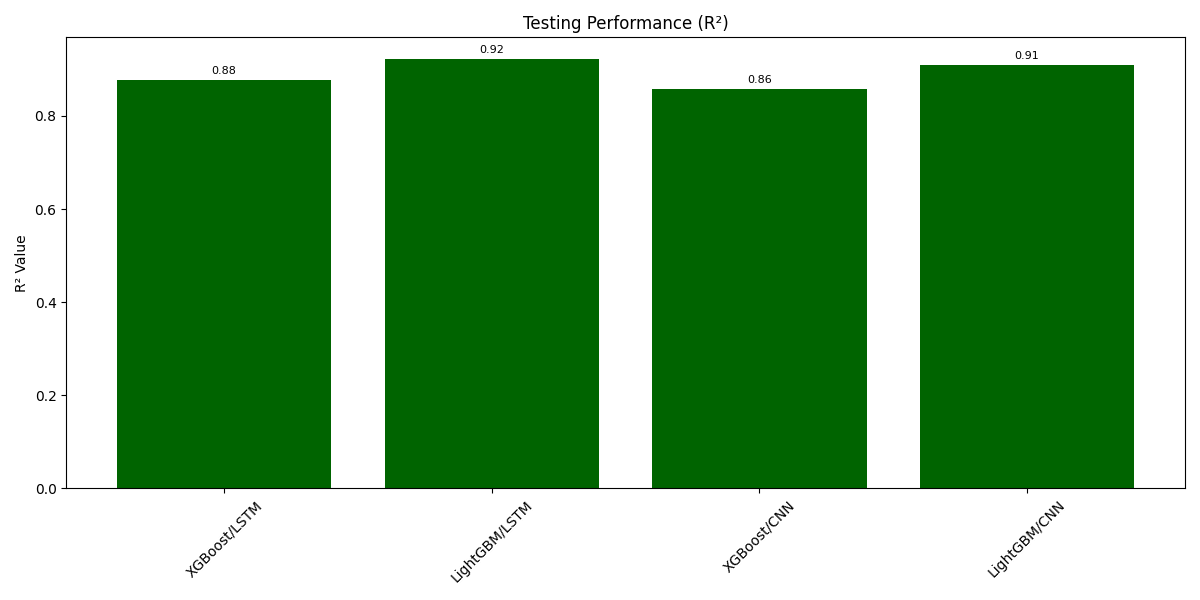 Testing Performance (R²)
0.88
0.92
0.86
0.91
R² Value
0.8
0.6
0.4
0.2
0.0
XGBoost/LSTM
LightGBM/LSTM
XGBoost/CNN
LightGBM/CNN